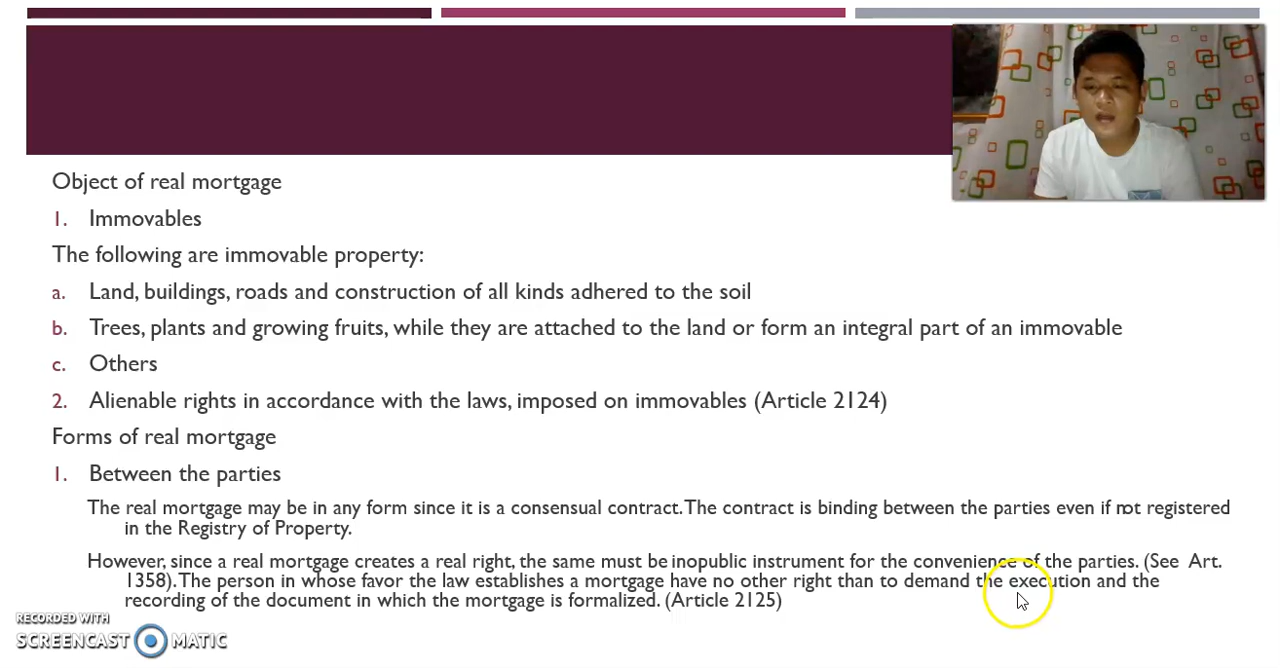 Object of real mortgage
1. Immovables
The following are immovable property:
a. Land, buildings, roads and construction of all kinds adhered to the soil
b. Trees, plants and growing fruits, while they are attached to the land or form an integral part of an immovable
c. Others
2. Alienable rights in accordance with the laws, imposed on immovables (Article 2124)
Forms of real mortgage
1. Between the parties
The real mortgage may be in any form since it is a consensual contract. The contract is binding between the parties even if not registered
in the Registry of Property.
However, since a real mortgage creates a real right, the same must be inopublic instrument for the convenience of the parties. (See Art.
1358). The person in whose favor the law establishes a mortgage have no other right than to demand the execution and the
recording of the document in which the mortgage is formalized. (Article 2125)
RECORDED WITH
SCREENCAST MATIC